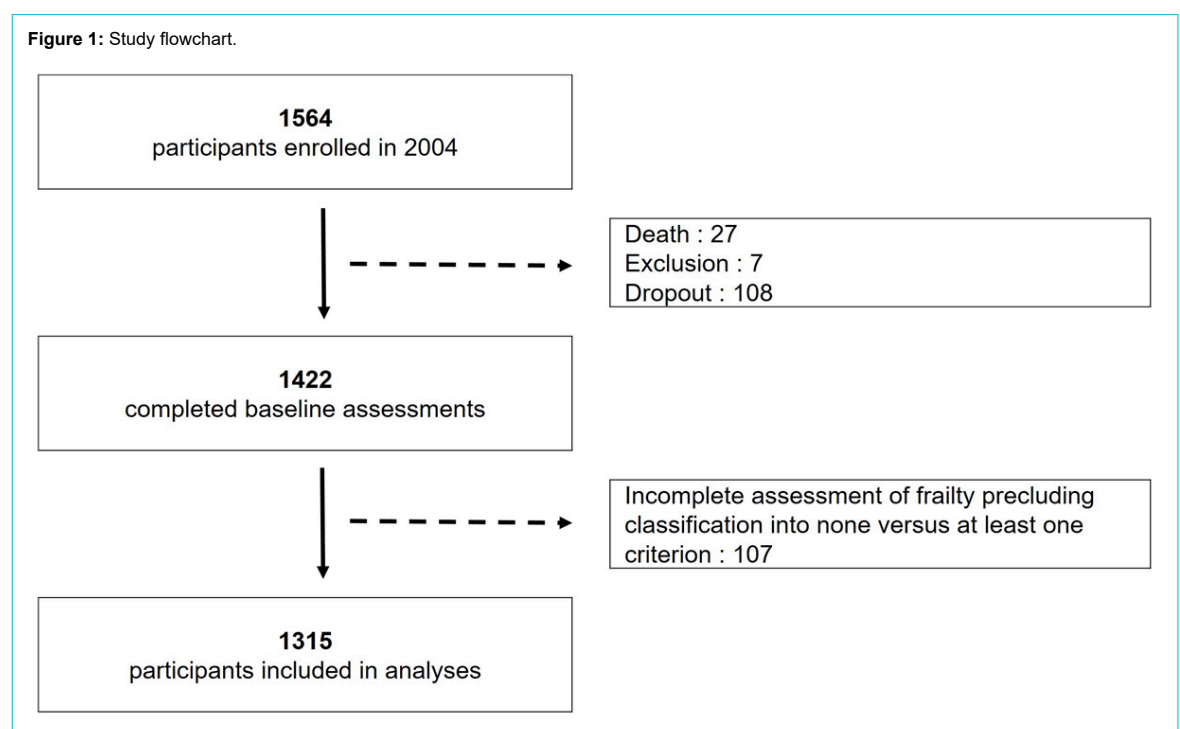 Figure 1: Study flowchart.
1564
participants enrolled in 2004
Death : 27
Exclusion : 7
Dropout : 108
1422
completed baseline assessments
Incomplete assessment of frailty precluding
classification into none versus at least one
criterion : 107
1315
participants included in analyses